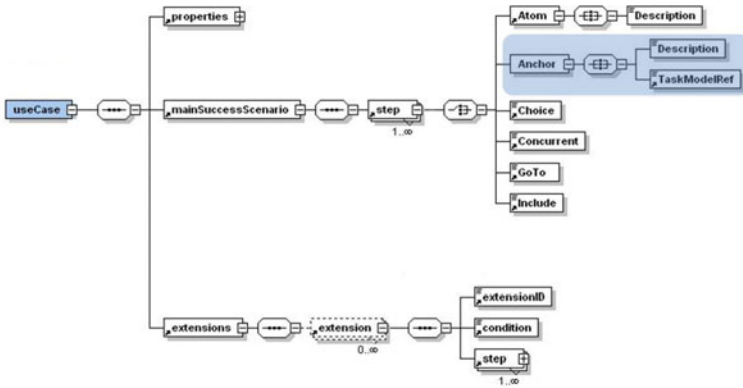 properties
Atom
Description
Anchor
Description
TaskModelRef
useCase
mainSuccessScenario
step
1..∞
Choice
Concurrent
GoTo
Include
extensions
extension
0..∞
extensionID
condition
step
1..∞